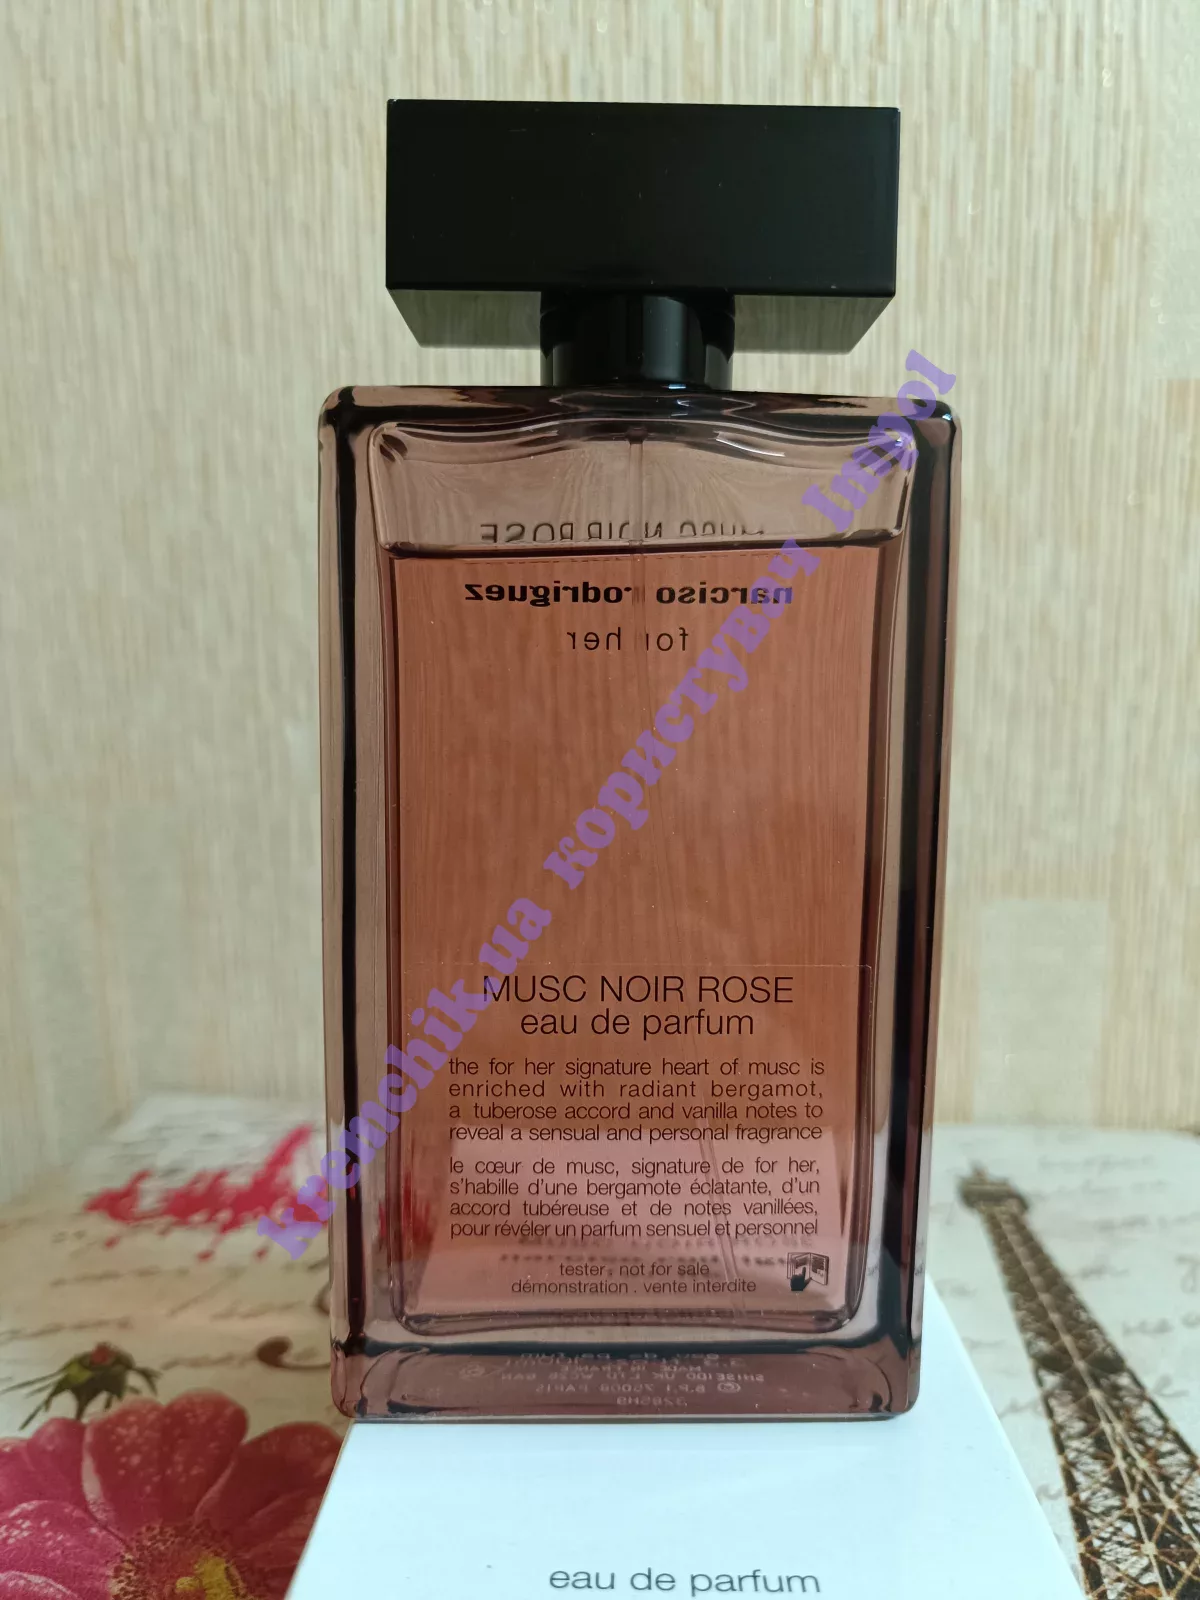 MUSC NOIR ROSE
narciso rodriguez
for her
MUSC NOIR ROSE
eau de parfum
the for her signature heart of musc is
enriched with radiant bergamot,
a tuberose accord and vanilla notes to
reveal a sensual and personal fragrance
le cœur de musc, signature de for her,
s'habille d'une bergamote éclatante, d'un
accord tubéreuse et de notes vanillées,
pour révéler un parfum sensuel et personnel
tester . not for sale
démonstration . vente interdite
eau de parfum
kremchik.ua користувач Inspol